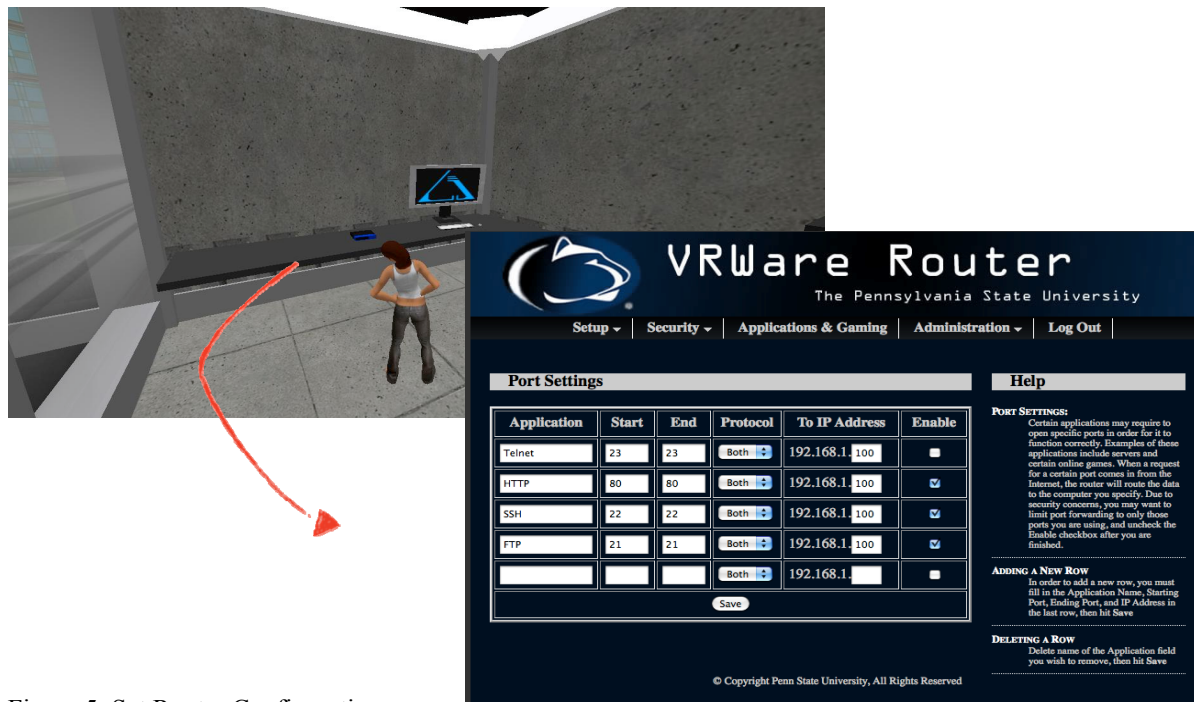 VRWare Router
The Pennsylvania State University
Setup
Security
Applications & Gaming
Administration
Log Out
Port Settings
Application Start End Protocol To IP Address Enable
Telnet 23 23 Both 192.168.1. 100
HTTP 80 80 Both 192.168.1. 100
SSH 22 22 Both 192.168.1. 100
FTP 21 21 Both 192.168.1. 100
Both 192.168.1.
Save
Help
PORT SETTINGS:
Certain applications may require to
open specific ports in order for it to
function correctly. Examples of these
applications include servers and
certain online games. When a request
for a certain port comes in from the
Internet, the router will route the data
to the computer you specify. Due to
security concerns, you may want to
limit port forwarding to only those
ports you are using, and uncheck the
Enable checkbox after you are
finished.
ADDING A NEW ROW
In order to add a new row, you must
fill in the Application Name, Starting
Port, Ending Port, and IP Address in
the last row, then hit Save
DELETING A ROW
Delete name of the Application field
you wish to remove, then hit Save
© Copyright Penn State University, All Rights Reserved